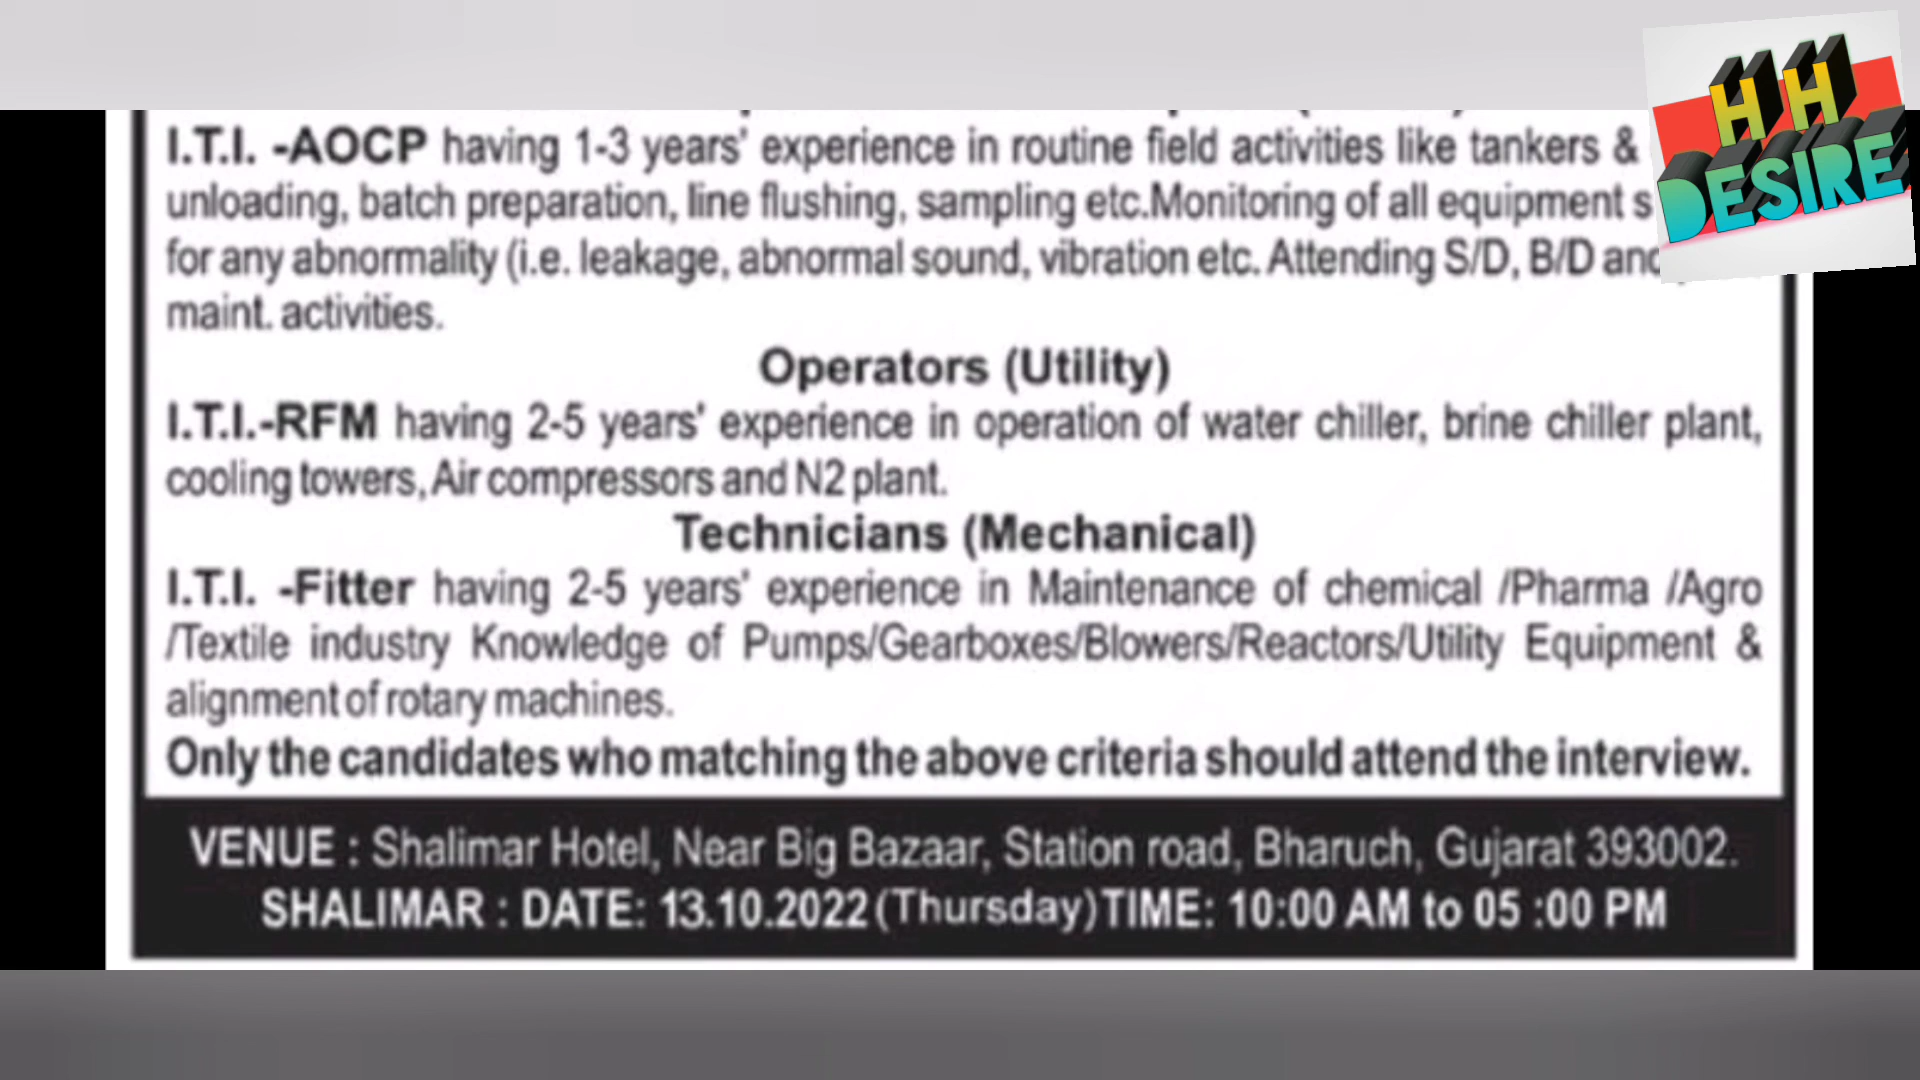 I.T.I. -AOCP having 1-3 years' experience in routine field activities like tankers &
unloading, batch preparation, line flushing, sampling etc.Monitoring of all equipment
for any abnormality (i.e. leakage, abnormal sound, vibration etc. Attending S/D, B/D and
maint. activities.
Operators (Utility)
I.T.I.-RFM having 2-5 years' experience in operation of water chiller, brine chiller plant,
cooling towers, Air compressors and N2 plant.
Technicians (Mechanical)
I.T.I. -Fitter having 2-5 years' experience in Maintenance of chemical /Pharma /Agro
/Textile industry Knowledge of Pumps/Gearboxes/Blowers/Reactors/Utility Equipment &
alignment of rotary machines.
Only the candidates who matching the above criteria should attend the interview.
VENUE : Shalimar Hotel, Near Big Bazaar, Station road, Bharuch, Gujarat 393002.
SHALIMAR : DATE: 13.10.2022 (Thursday) TIME: 10:00 AM to 05 :00 PM
H H
DESIRE